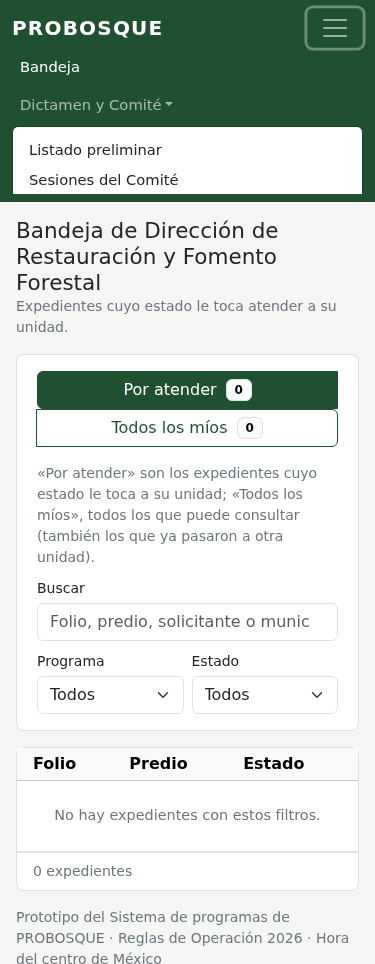 PROBOSQUE
Bandeja
Dictamen y Comité
Listado preliminar
Sesiones del Comité
Bandeja de Dirección de
Restauración y Fomento
Forestal
Expedientes cuyo estado le toca atender a su
unidad.
Por atender 0
Todos los míos 0
«Por atender» son los expedientes cuyo
estado le toca a su unidad; «Todos los
míos», todos los que puede consultar
(también los que ya pasaron a otra
unidad).
Buscar
Folio, predio, solicitante o munic
Programa Estado
Todos Todos
Folio Predio Estado
No hay expedientes con estos filtros.
0 expedientes
Prototipo del Sistema de programas de
PROBOSQUE · Reglas de Operación 2026 · Hora
del centro de México